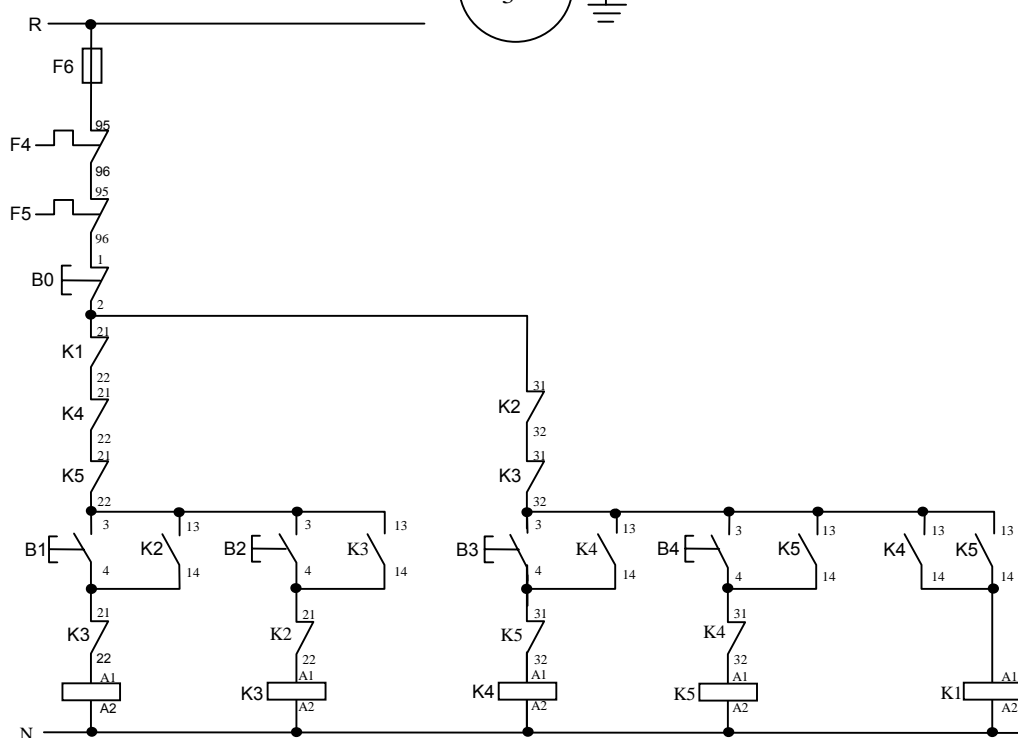 R
F6
95
F4
96
95
F5
96
1
B0
2
21
K1
22
21
K4
22
21
K5
22
31
K2
32
31
K3
32
3 13 3 13 3 13 3 13 13 13
B1 K2 B2 K3 B3 K4 B4 K5 K4 K5
4 14 4 14 4 14 4 14 14 14
21 21 31 31
K3 K2 K5 K4
22 22 32 32
A1 A1 A1 A1 A1
K3 K4 K5 K1
A2 A2 A2 A2 A2
N